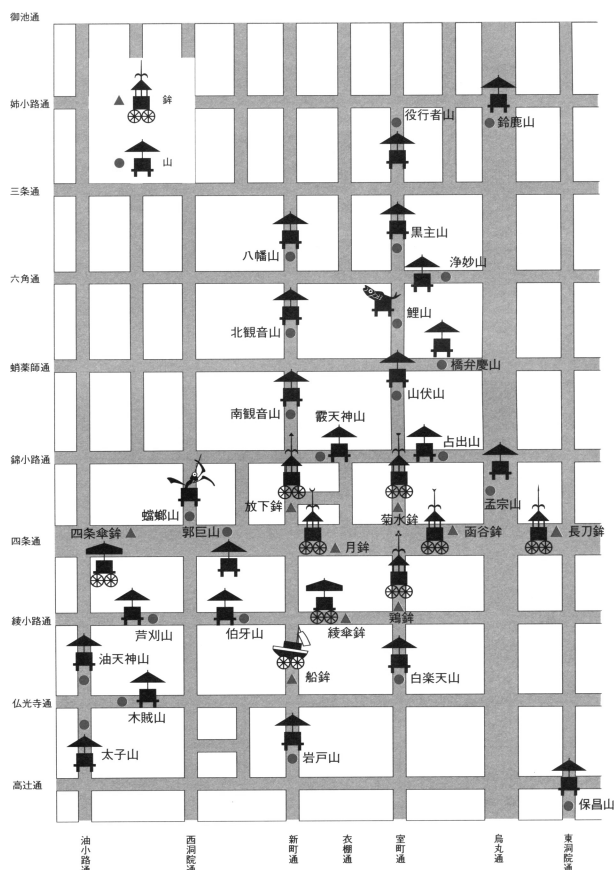 御池通
姉小路通
鉾
山
役行者山
鈴鹿山
三条通
黒主山
八幡山
浄妙山
六角通
鯉山
北観音山
橋弁慶山
蛸薬師通
山伏山
南観音山
霰天神山
占出山
錦小路通
孟宗山
放下鉾
菊水鉾
蟷螂山
四条傘鉾
郭巨山
函谷鉾
長刀鉾
四条通
月鉾
綾小路通
芦刈山
伯牙山
綾傘鉾
鶏鉾
油天神山
船鉾
白楽天山
仏光寺通
木賊山
太子山
岩戸山
高辻通
保昌山
油小路通
西洞院通
新町通
衣棚通
室町通
烏丸通
東洞院通